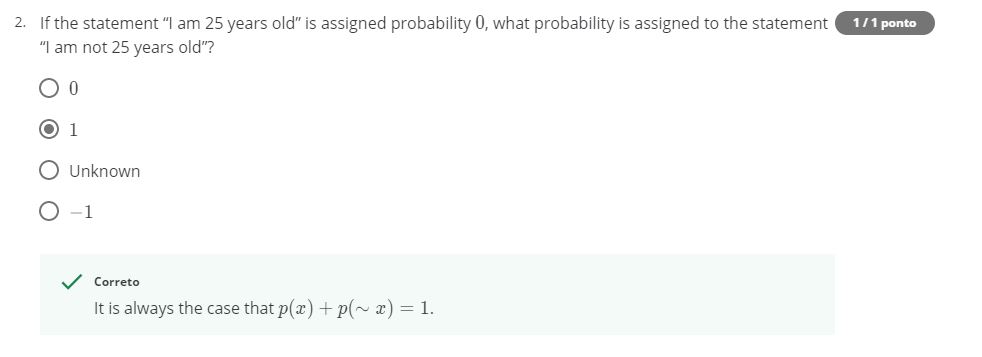 2. If the statement “I am 25 years old” is assigned probability 0, what probability is assigned to the statement 1 / 1 ponto
“I am not 25 years old”?
0
1
Unknown
−1
Correto
It is always the case that p(x) + p(∼ x) = 1.